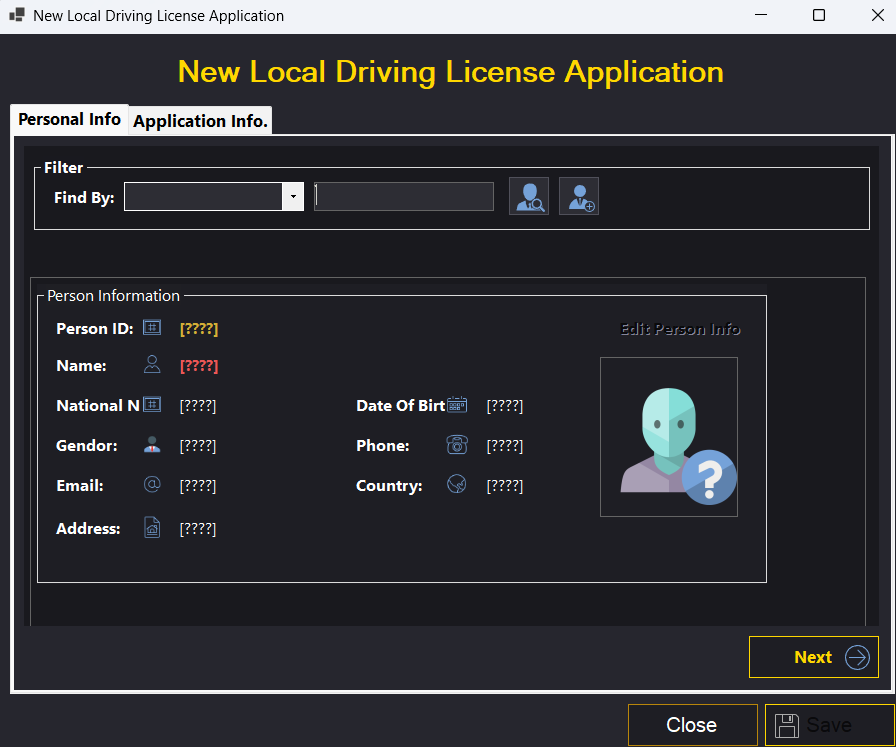 New Local Driving License Application
New Local Driving License Application
Personal Info Application Info.
Filter
Find By:
Person Information
Person ID: [????] Edit Person Info
Name: [????]
National N [????] Date Of Birt [????]
Gendor: [????] Phone: [????]
Email: [????] Country: [????]
Address: [????]
?
Next
Close Save